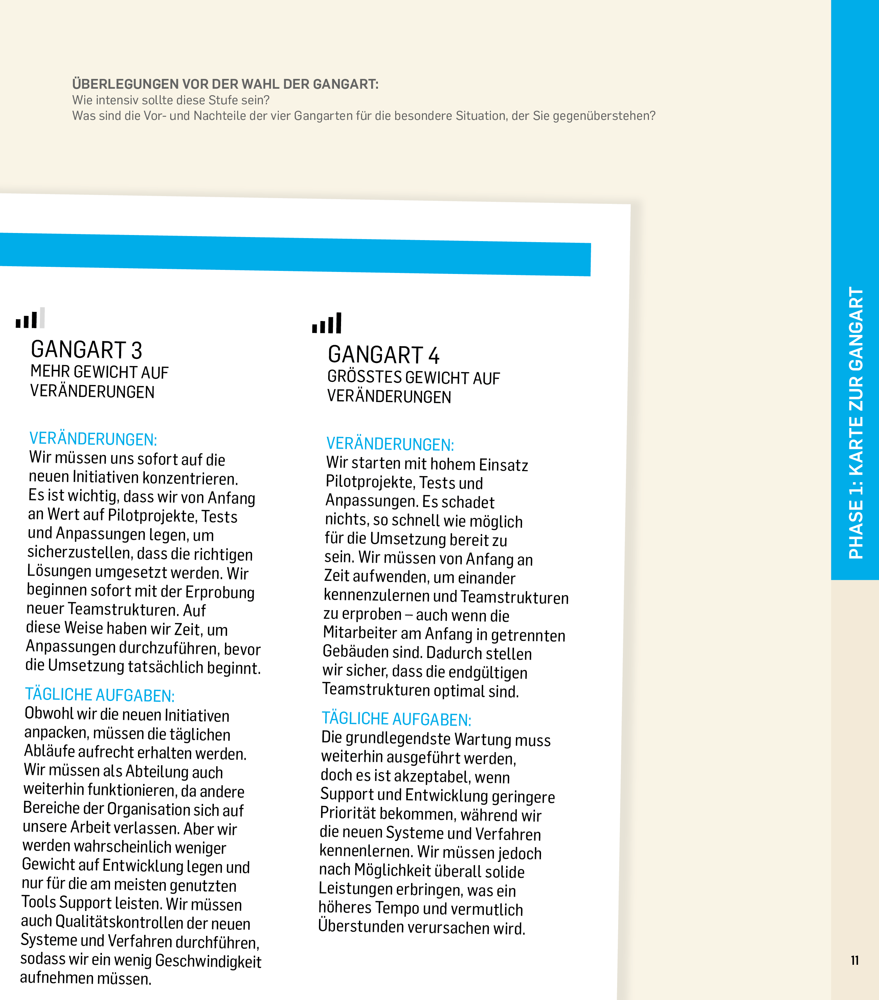 ÜBERLEGUNGEN VOR DER WAHL DER GANGART:
Wie intensiv sollte diese Stufe sein?
Was sind die Vor- und Nachteile der vier Gangarten für die besondere Situation, der Sie gegenüberstehen?
GANGART 3
MEHR GEWICHT AUF
VERÄNDERUNGEN
VERÄNDERUNGEN:
Wir müssen uns sofort auf die
neuen Initiativen konzentrieren.
Es ist wichtig, dass wir von Anfang
an Wert auf Pilotprojekte, Tests
und Anpassungen legen, um
sicherzustellen, dass die richtigen
Lösungen umgesetzt werden. Wir
beginnen sofort mit der Erprobung
neuer Teamstrukturen. Auf
diese Weise haben wir Zeit, um
Anpassungen durchzuführen, bevor
die Umsetzung tatsächlich beginnt.
TÄGLICHE AUFGABEN:
Obwohl wir die neuen Initiativen
anpacken, müssen die täglichen
Abläufe aufrecht erhalten werden.
Wir müssen als Abteilung auch
weiterhin funktionieren, da andere
Bereiche der Organisation sich auf
unsere Arbeit verlassen. Aber wir
werden wahrscheinlich weniger
Gewicht auf Entwicklung legen und
nur für die am meisten genutzten
Tools Support leisten. Wir müssen
auch Qualitätskontrollen der neuen
Systeme und Verfahren durchführen,
sodass wir ein wenig Geschwindigkeit
aufnehmen müssen.
GANGART 4
GRÖSSTES GEWICHT AUF
VERÄNDERUNGEN
VERÄNDERUNGEN:
Wir starten mit hohem Einsatz
Pilotprojekte, Tests und
Anpassungen. Es schadet
nichts, so schnell wie möglich
für die Umsetzung bereit zu
sein. Wir müssen von Anfang an
Zeit aufwenden, um einander
kennenzulernen und Teamstrukturen
zu erproben – auch wenn die
Mitarbeiter am Anfang in getrennten
Gebäuden sind. Dadurch stellen
wir sicher, dass die endgültigen
Teamstrukturen optimal sind.
TÄGLICHE AUFGABEN:
Die grundlegendste Wartung muss
weiterhin ausgeführt werden,
doch es ist akzeptabel, wenn
Support und Entwicklung geringere
Priorität bekommen, während wir
die neuen Systeme und Verfahren
kennenlernen. Wir müssen jedoch
nach Möglichkeit überall solide
Leistungen erbringen, was ein
höheres Tempo und vermutlich
Überstunden verursachen wird.
PHASE 1: KARTE ZUR GANGART
11